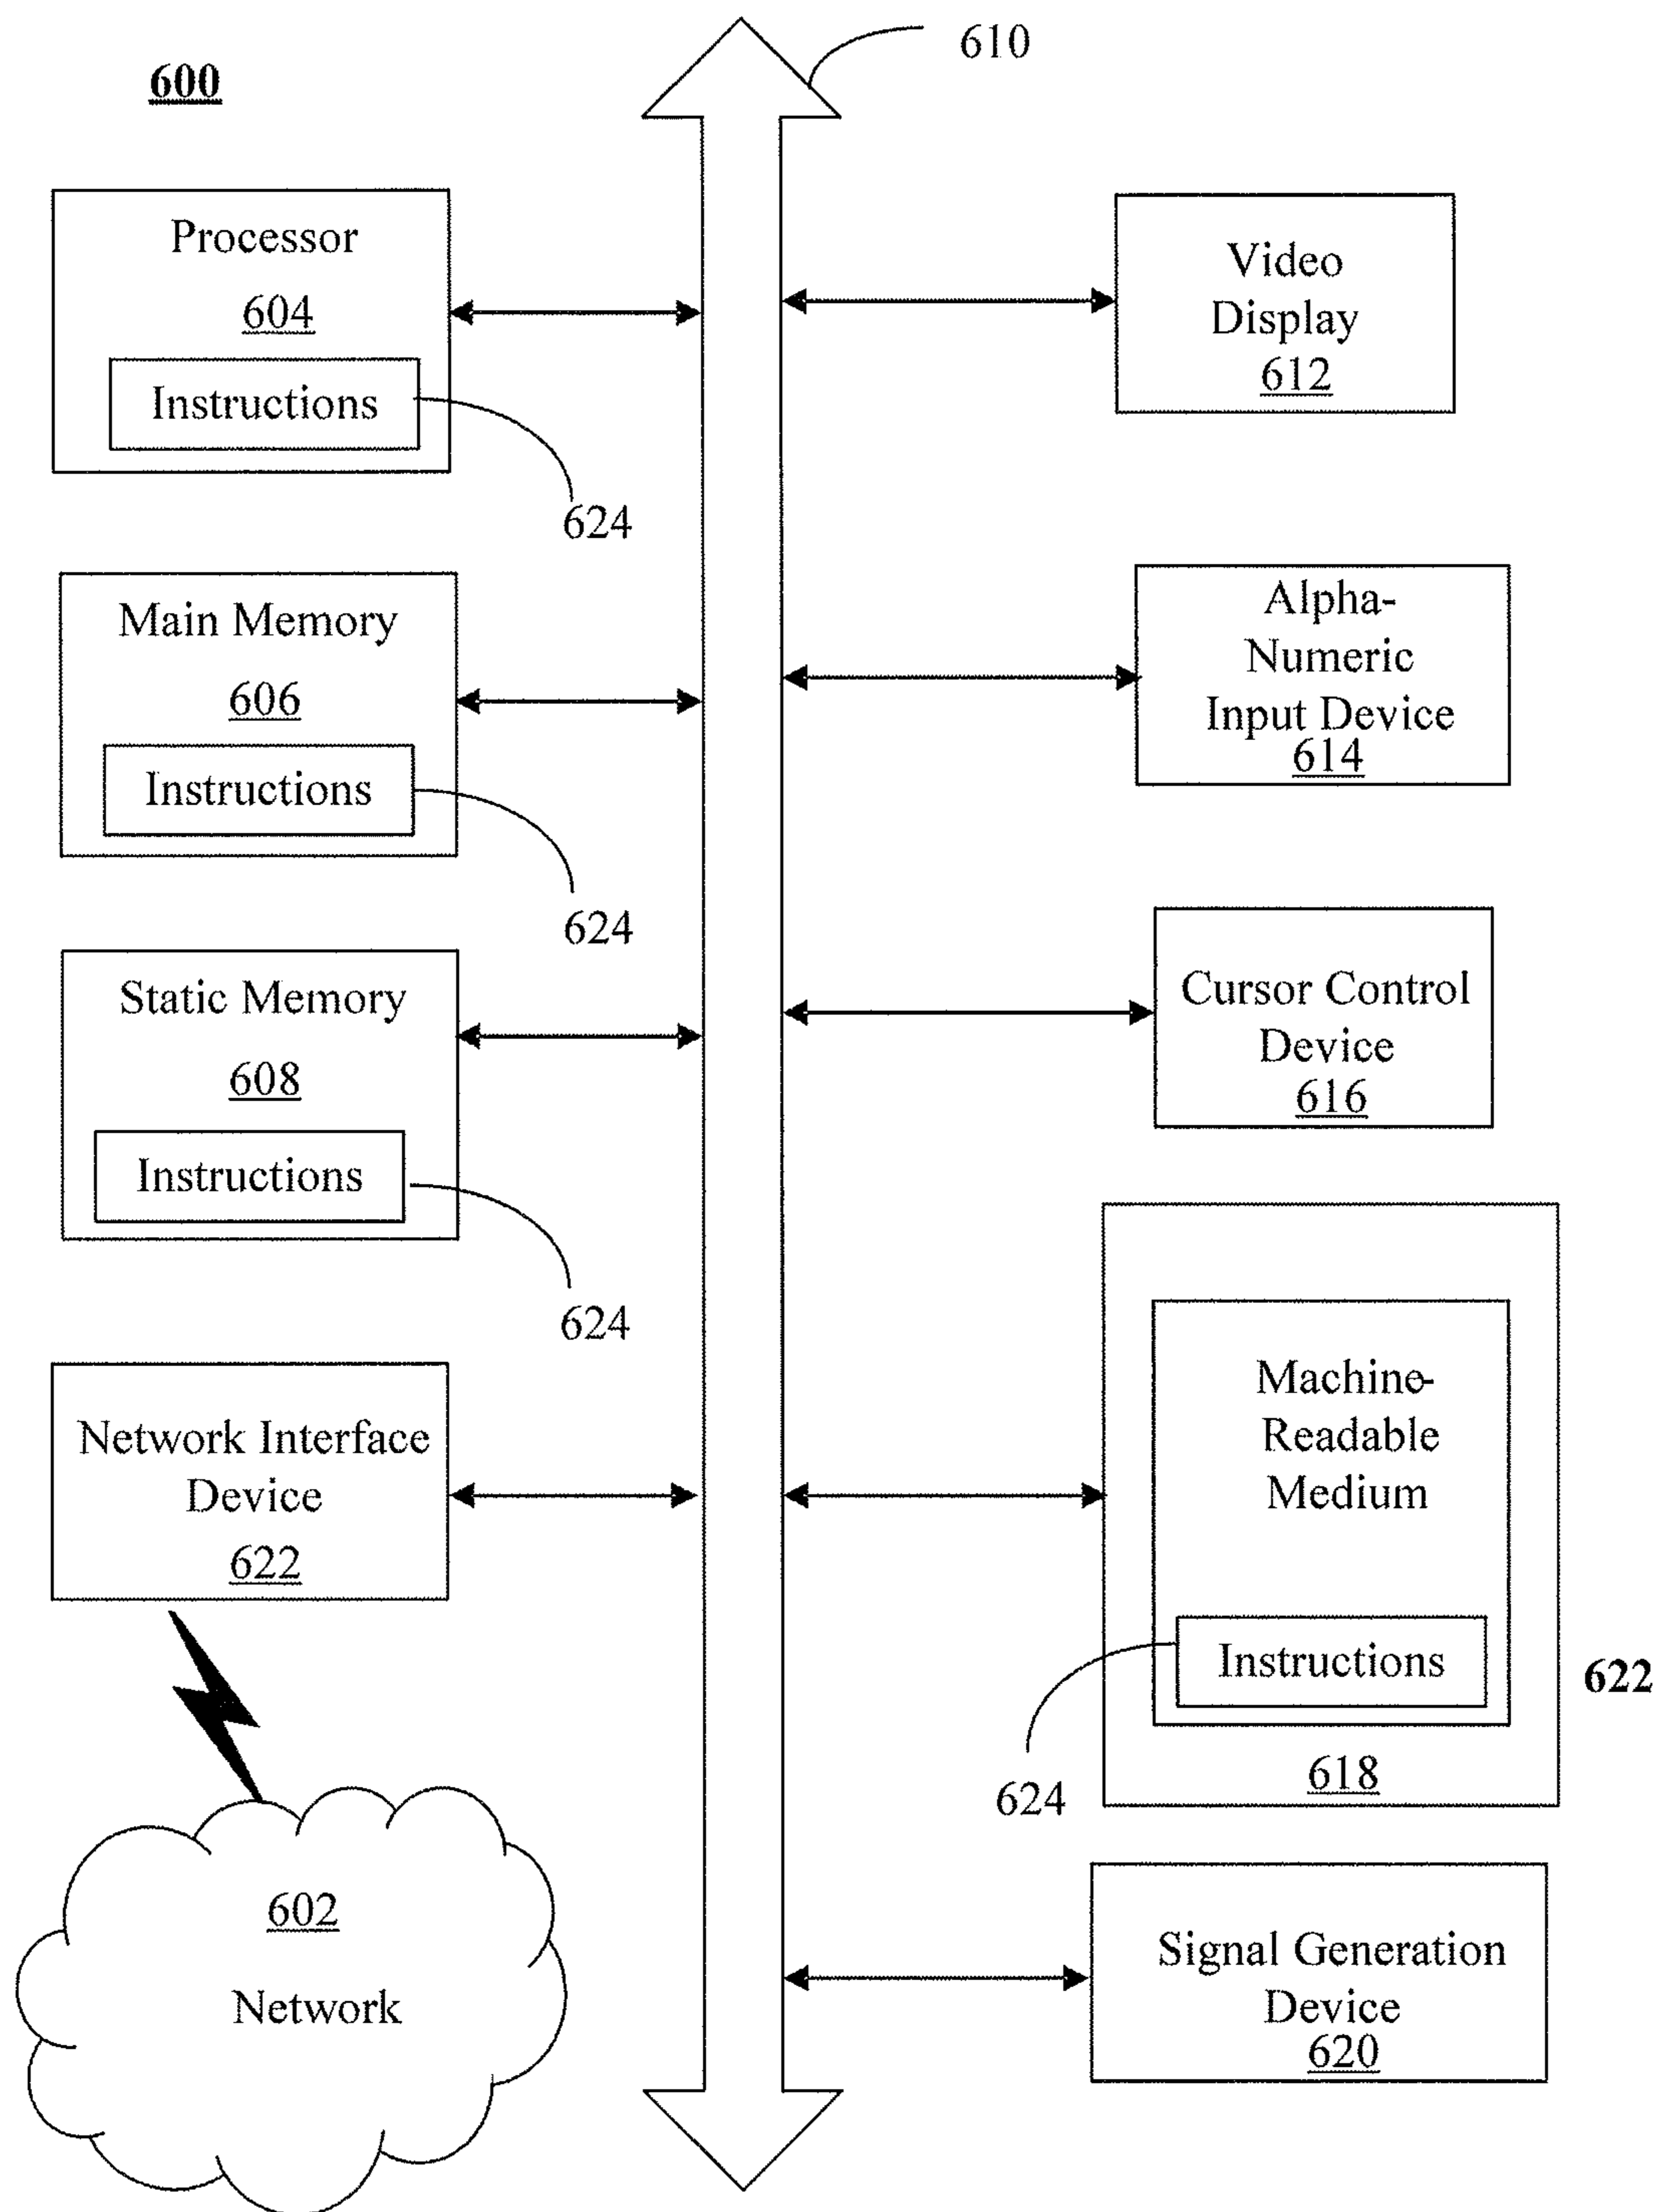 600
610
Processor
604
Instructions
624
Main Memory
606
Instructions
624
Static Memory
608
Instructions
624
Network Interface
Device
622
602
Network
Video
Display
612
Alpha-
Numeric
Input Device
614
Cursor Control
Device
616
Machine-
Readable
Medium
Instructions
622
624
618
Signal Generation
Device
620